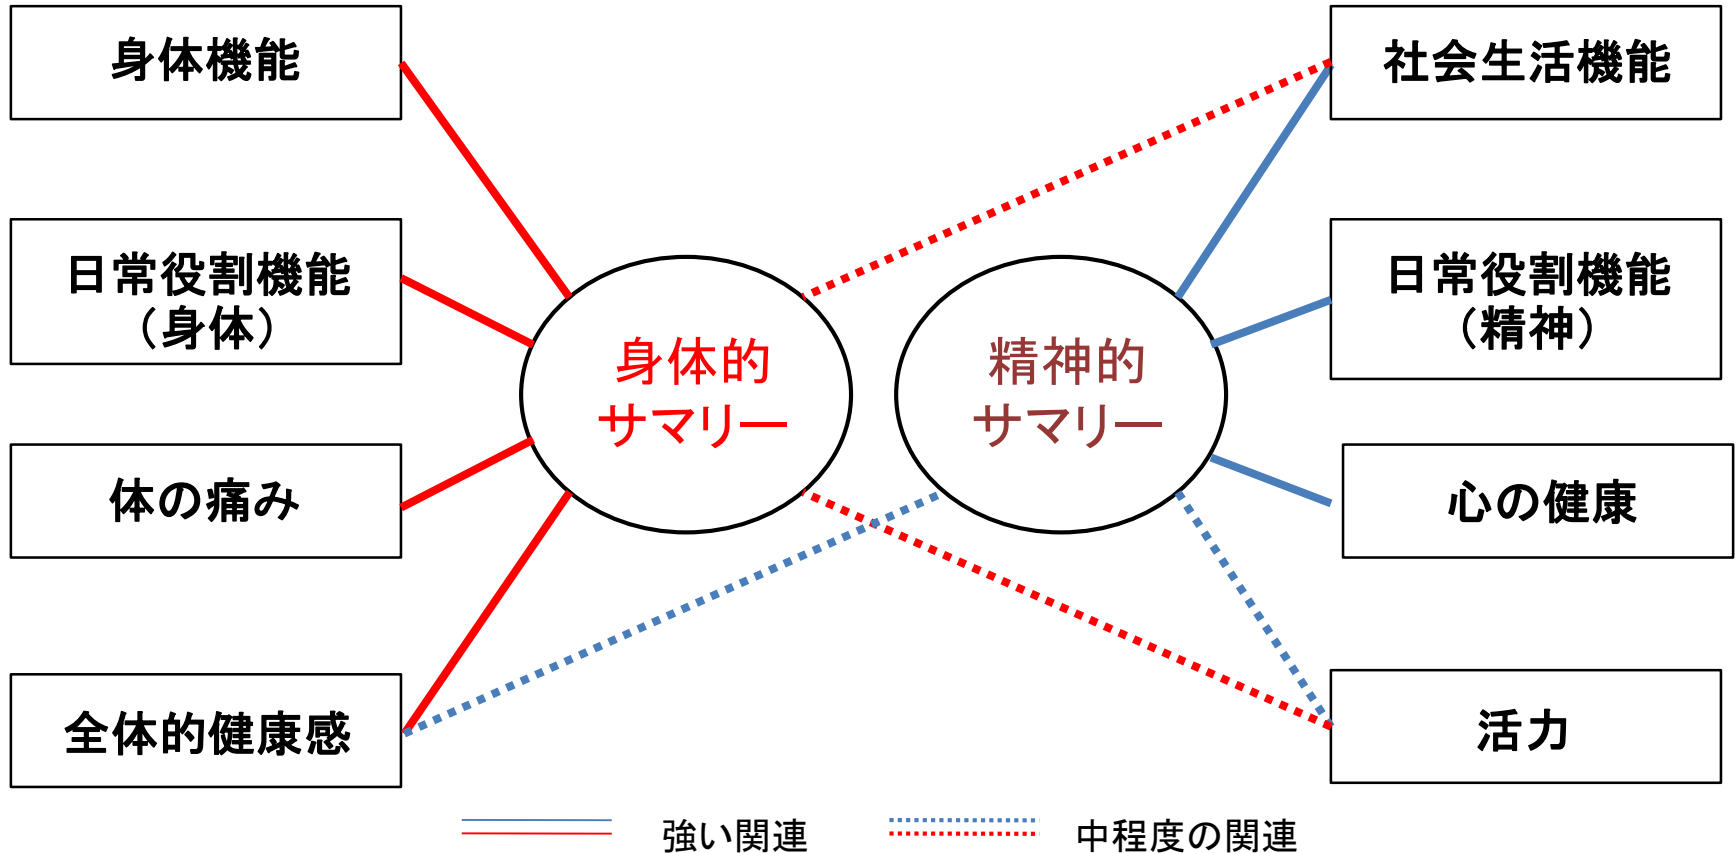 身体機能
社会生活機能
日常役割機能
（身体）
日常役割機能
（精神）
身体的
サマリー
精神的
サマリー
体の痛み
心の健康
全体的健康感
活力
強い関連
中程度の関連